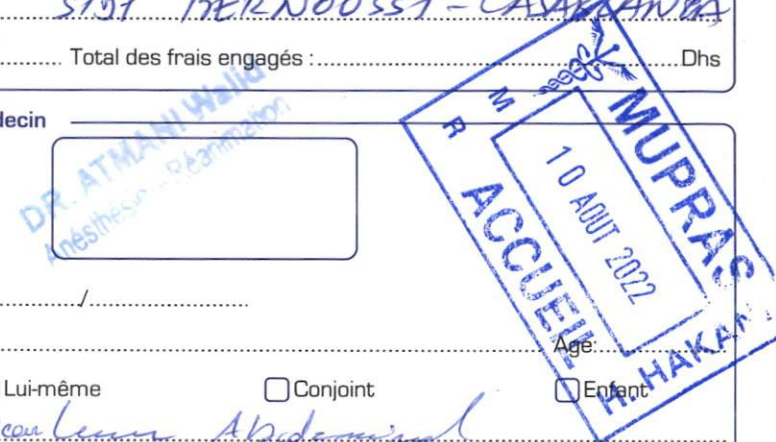 SIDI BERNOUSSI - CASABLANCA
Total des frais engagés : Dhs
decin
DR. ATMANI Walid
Anesthésie - Réanimation
MUPRAS
ACCUEIL
10 AOUT 2022
H. HAKAM
/
Age:
Lui-même Conjoint Enfant
Abdominal